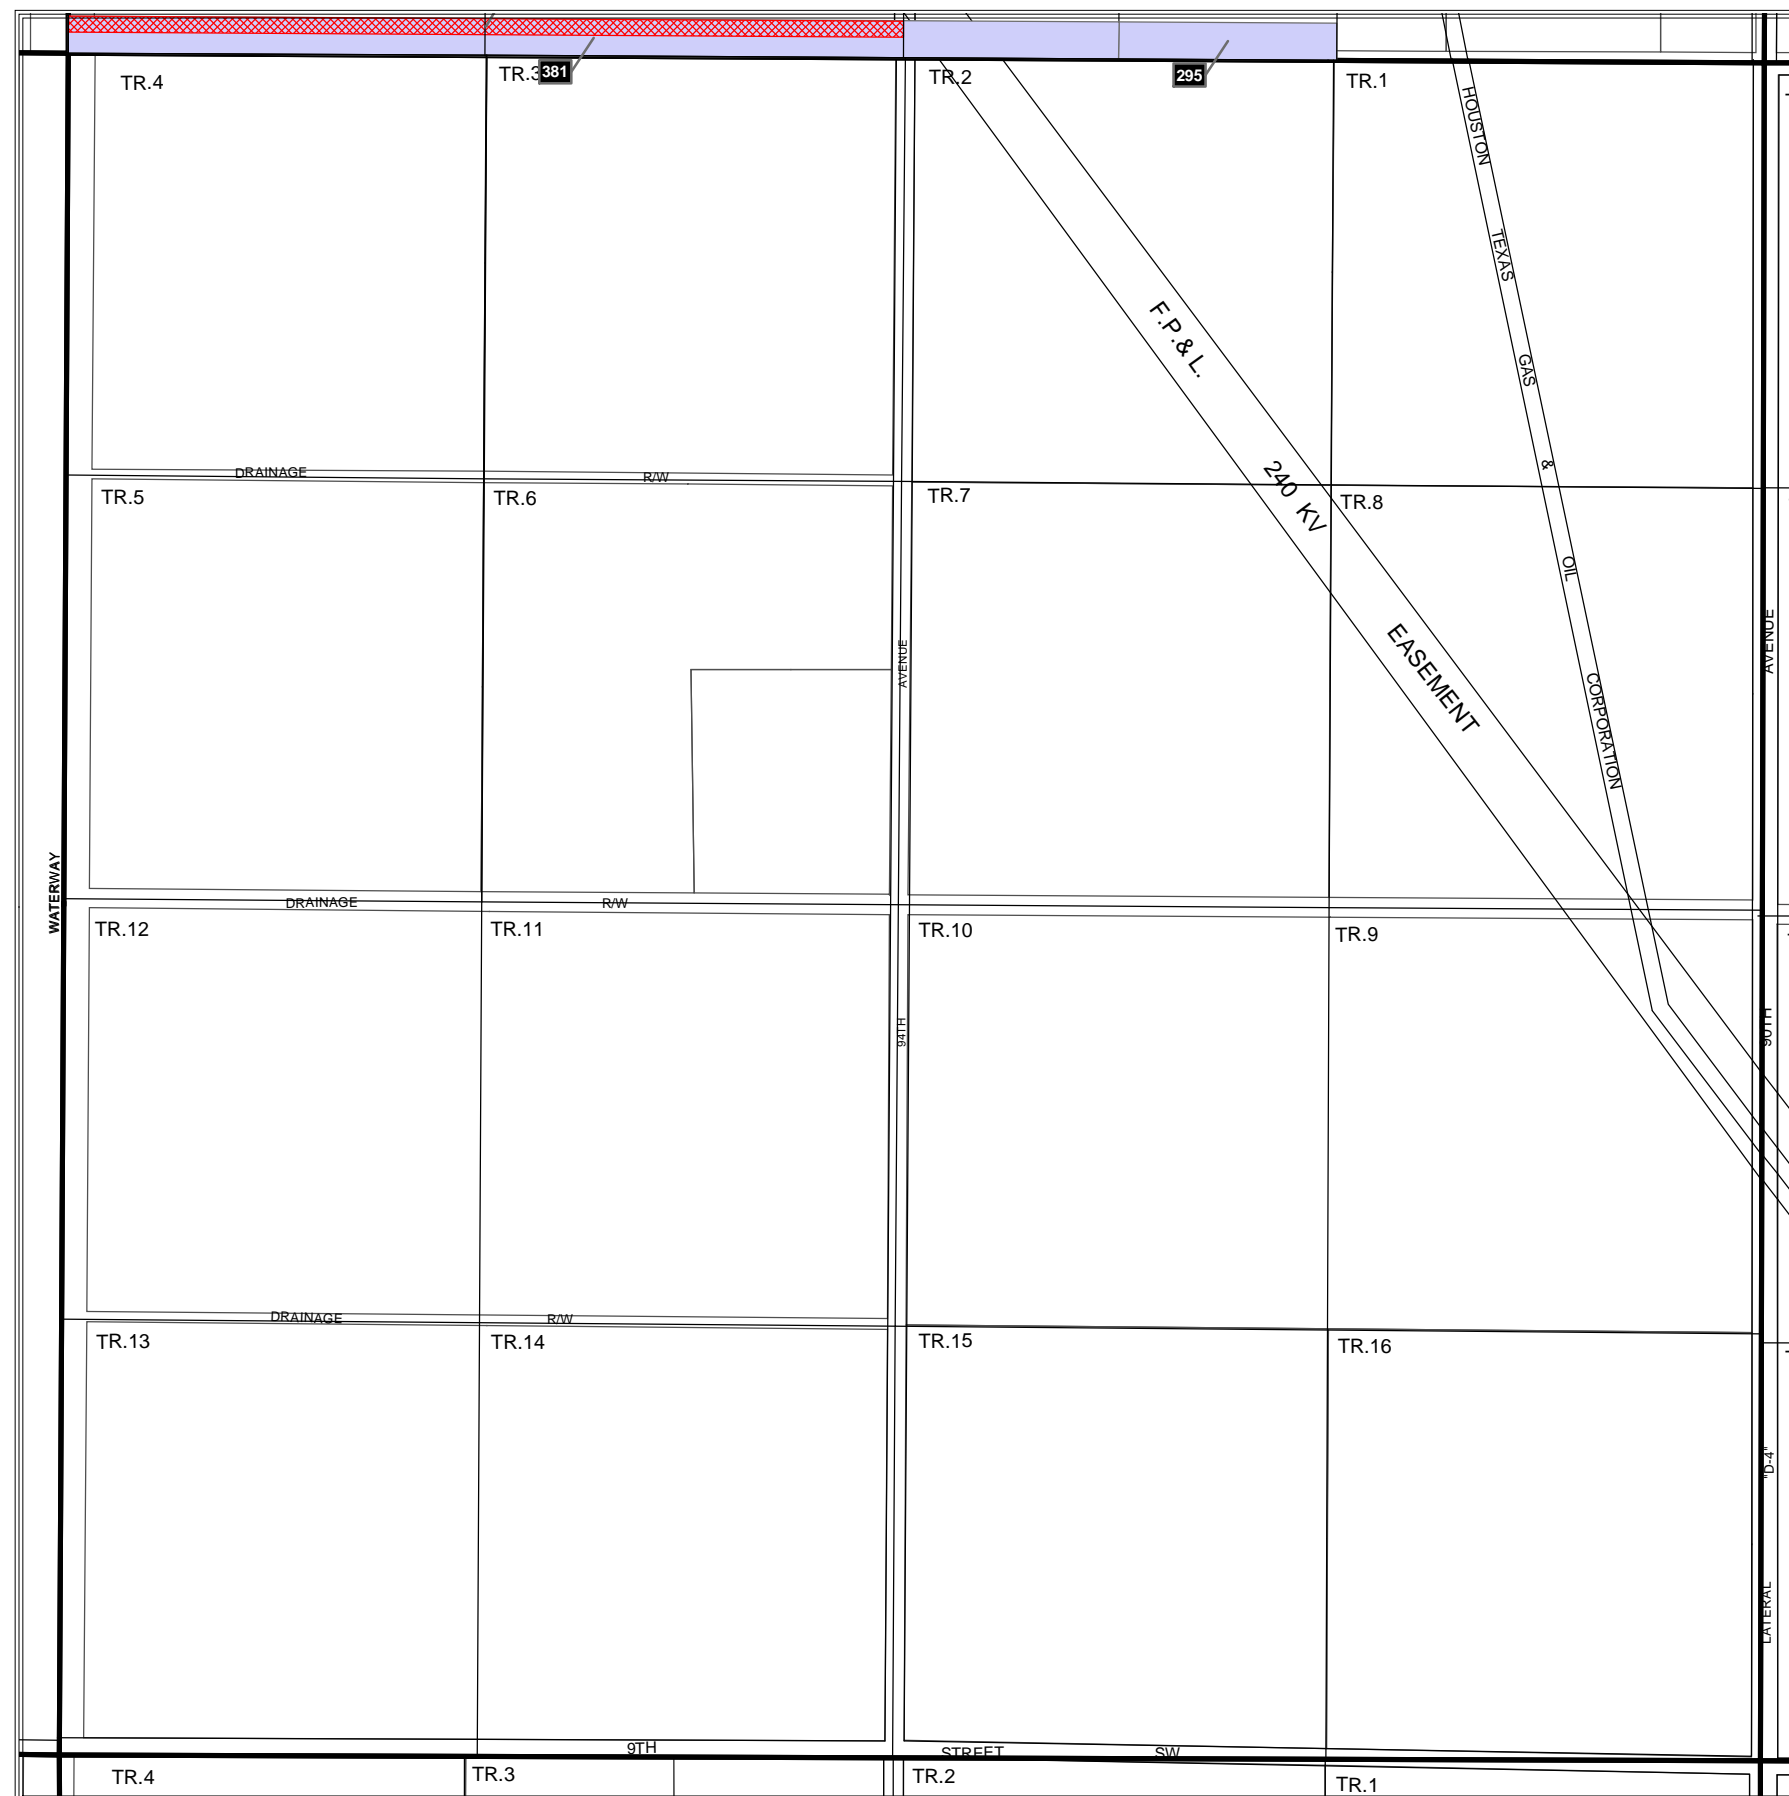 TR.4
TR.3
381
TR.2
295
TR.1
HOUSTON TEXAS GAS & OIL CORPORATION
F.P.& L. 240 KV EASEMENT
DRAINAGE R/W
TR.5
TR.6
TR.7
TR.8
AVENUE
AVENUE
WATERWAY
DRAINAGE R/W
TR.12
TR.11
TR.10
TR.9
94TH
90TH
DRAINAGE R/W
TR.13
TR.14
TR.15
TR.16
"D-4"
LATERAL
9TH STREET SW
TR.4
TR.3
TR.2
TR.1